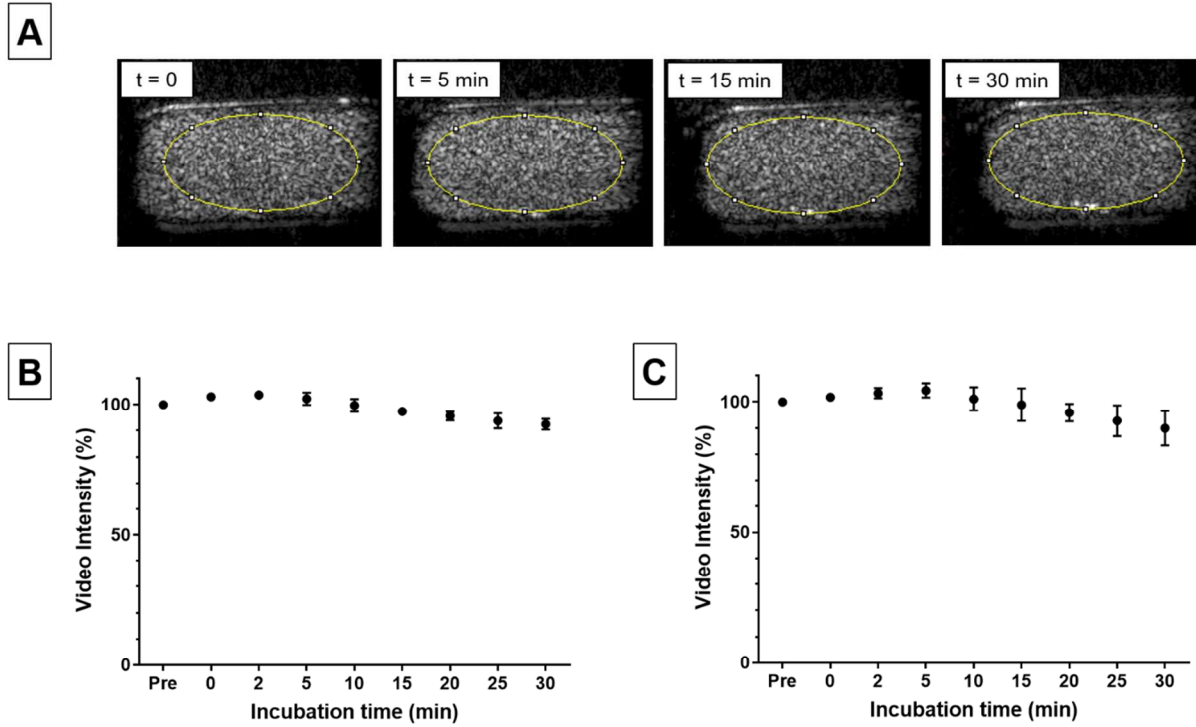 A
t = 0
t = 5 min
t = 15 min
t = 30 min
B
Video Intensity (%)
100
50
0
Pre 0 2 5 10 15 20 25 30
Incubation time (min)
C
Video Intensity (%)
100
50
0
Pre 0 2 5 10 15 20 25 30
Incubation time (min)